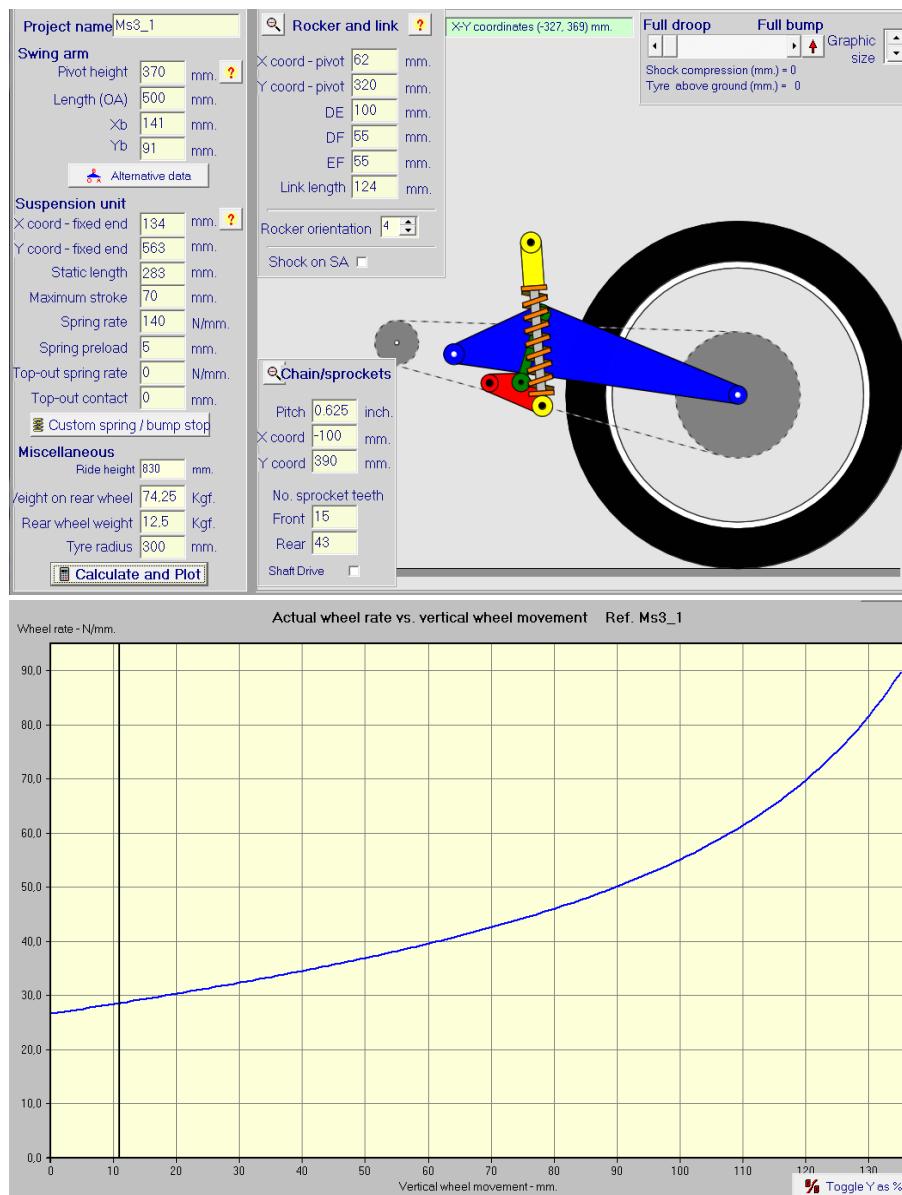 Project name Ms3_1
Swing arm
Pivot height 370 mm. ?
Length (OA) 500 mm.
Xb 141 mm.
Yb 91 mm.
Alternative data
Suspension unit
X coord - fixed end 134 mm. ?
Y coord - fixed end 563 mm.
Static length 283 mm.
Maximum stroke 70 mm.
Spring rate 140 N/mm.
Spring preload 5 mm.
Top-out spring rate 0 N/mm.
Top-out contact 0 mm.
Custom spring / bump stop
Miscellaneous
Ride height 830 mm.
/eight on rear wheel 74,25 Kgf.
Rear wheel weight 12,5 Kgf.
Tyre radius 300 mm.
Calculate and Plot
Rocker and link ?
X coord - pivot 62 mm.
Y coord - pivot 320 mm.
DE 100 mm.
DF 55 mm.
EF 55 mm.
Link length 124 mm.
Rocker orientation 4
Shock on SA
Chain/sprockets
Pitch 0.625 inch.
X coord -100 mm.
Y coord 390 mm.
No. sprocket teeth
Front 15
Rear 43
Shaft Drive
X-Y coordinates (-327, 369) mm.
Full droop Full bump
Graphic size
Shock compression (mm.) = 0
Tyre above ground (mm.) = 0
Actual wheel rate vs. vertical wheel movement Ref. Ms3_1
Wheel rate - N/mm.
90,0
80,0
70,0
60,0
50,0
40,0
30,0
20,0
10,0
0,0
0 10 20 30 40 50 60 70 80 90 100 110 120 130
Vertical wheel movement - mm.
% Toggle Y as %